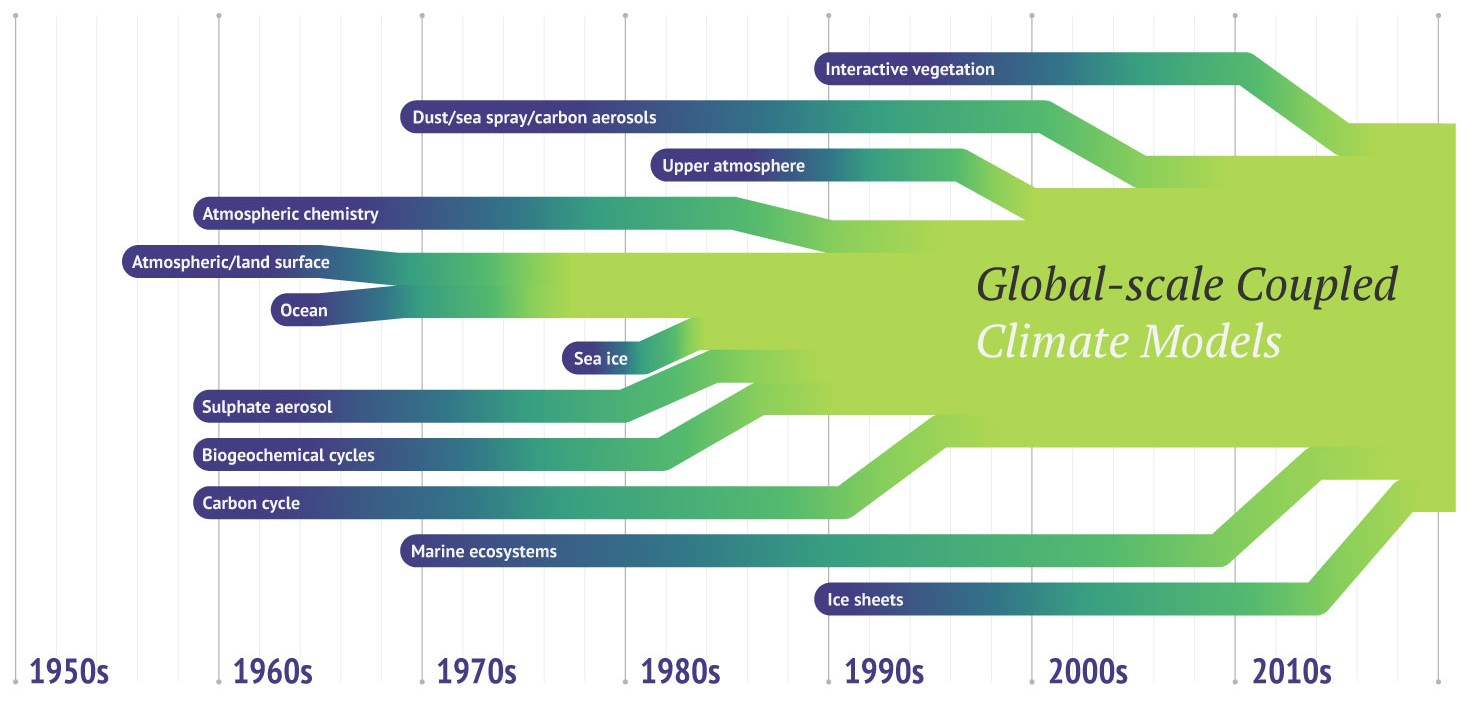 Interactive vegetation
Dust/sea spray/carbon aerosols
Upper atmosphere
Atmospheric chemistry
Atmospheric/land surface
Ocean
Global-scale Coupled
Climate Models
Sea ice
Sulphate aerosol
Biogeochemical cycles
Carbon cycle
Marine ecosystems
Ice sheets
1950s 1960s 1970s 1980s 1990s 2000s 2010s